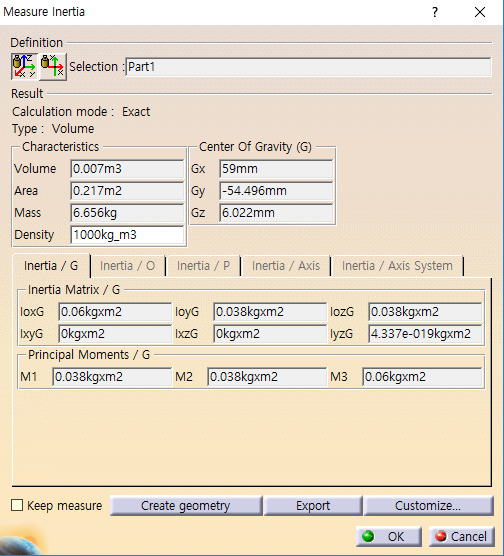 Measure Inertia
? ×
Definition
Selection : Part1
Result
Calculation mode : Exact
Type : Volume
Characteristics Center Of Gravity (G)
Volume 0.007m3 Gx 59mm
Area 0.217m2 Gy -54.496mm
Mass 6.656kg Gz 6.022mm
Density 1000kg_m3
Inertia / G Inertia / O Inertia / P Inertia / Axis Inertia / Axis System
Inertia Matrix / G
IoxG 0.06kgxm2 IoyG 0.038kgxm2 IozG 0.038kgxm2
IxyG 0kgxm2 IxzG 0kgxm2 IyzG 4.337e-019kgxm2
Principal Moments / G
M1 0.038kgxm2 M2 0.038kgxm2 M3 0.06kgxm2
Keep measure Create geometry Export Customize...
OK Cancel